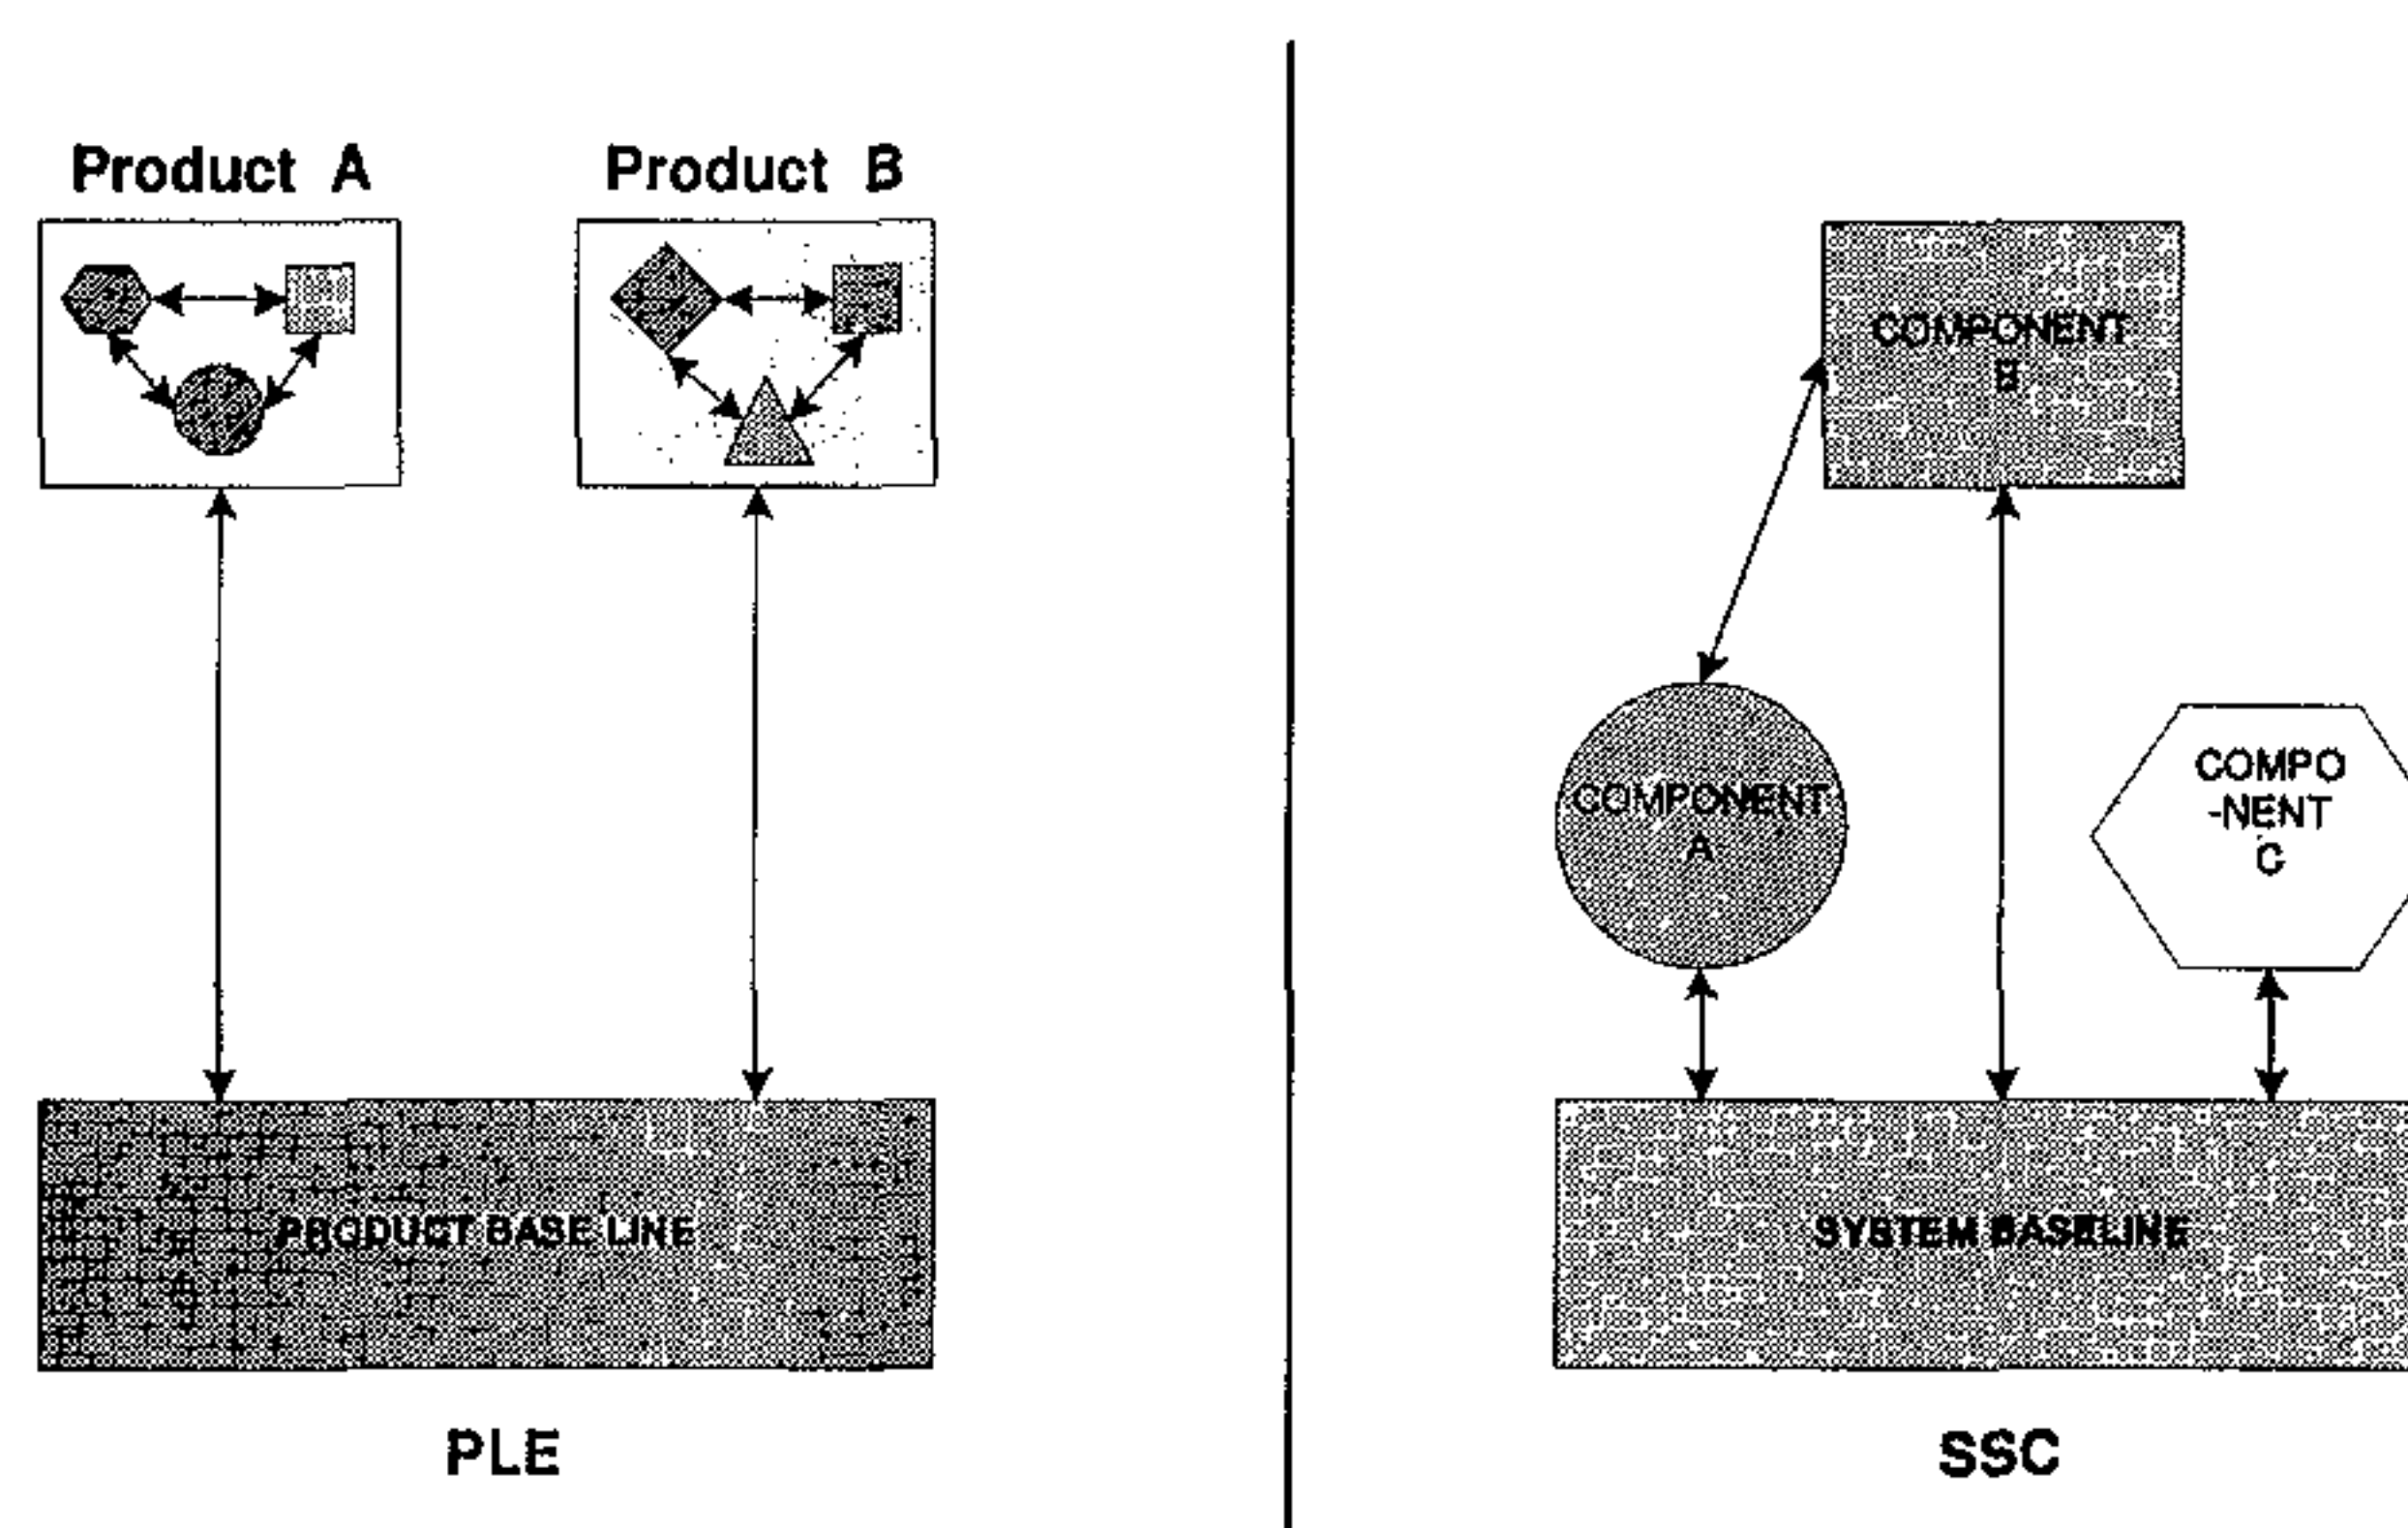 Product A
Product B
PRODUCT BASE LINE
PLE
COMPONENT
B
COMPONENT
A
COMPO
-NENT
C
SYSTEM BASELINE
SSC